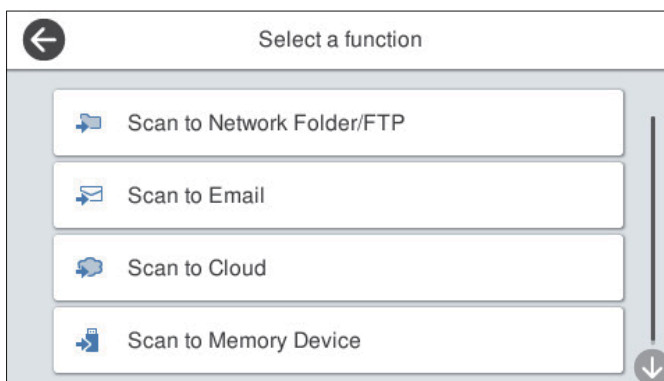 Select a function
Scan to Network Folder/FTP
Scan to Email
Scan to Cloud
Scan to Memory Device